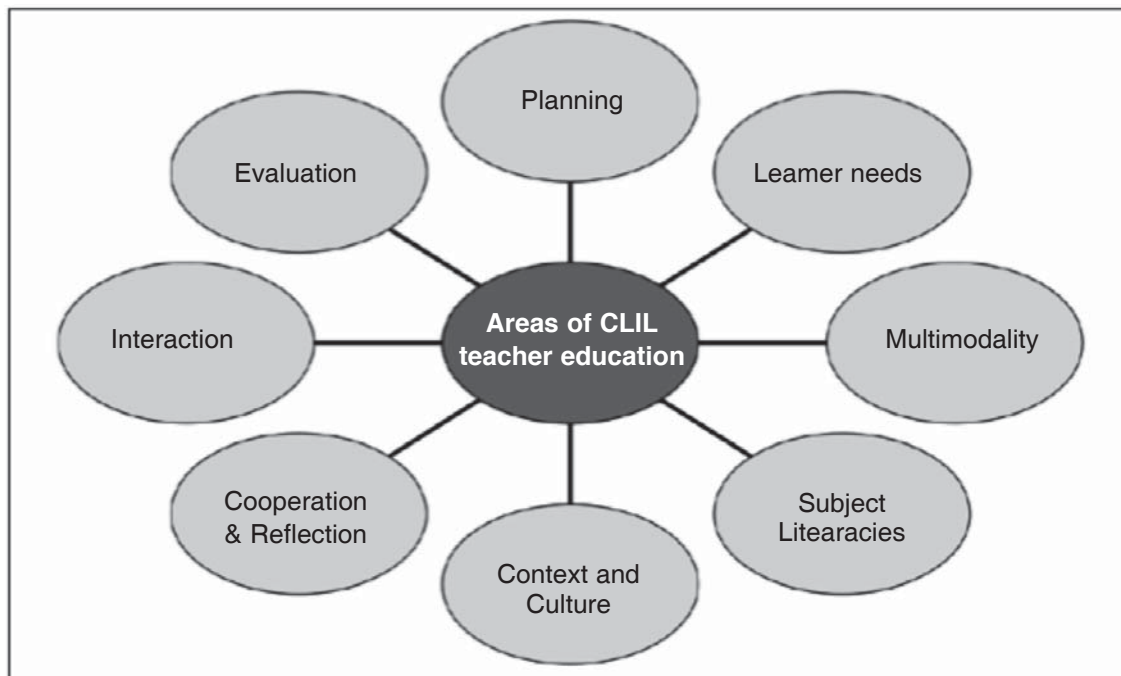 Planning
Evaluation
Leamer needs
Interaction
Areas of CLIL
teacher education
Multimodality
Cooperation
& Reflection
Subject
Litearacies
Context and
Culture